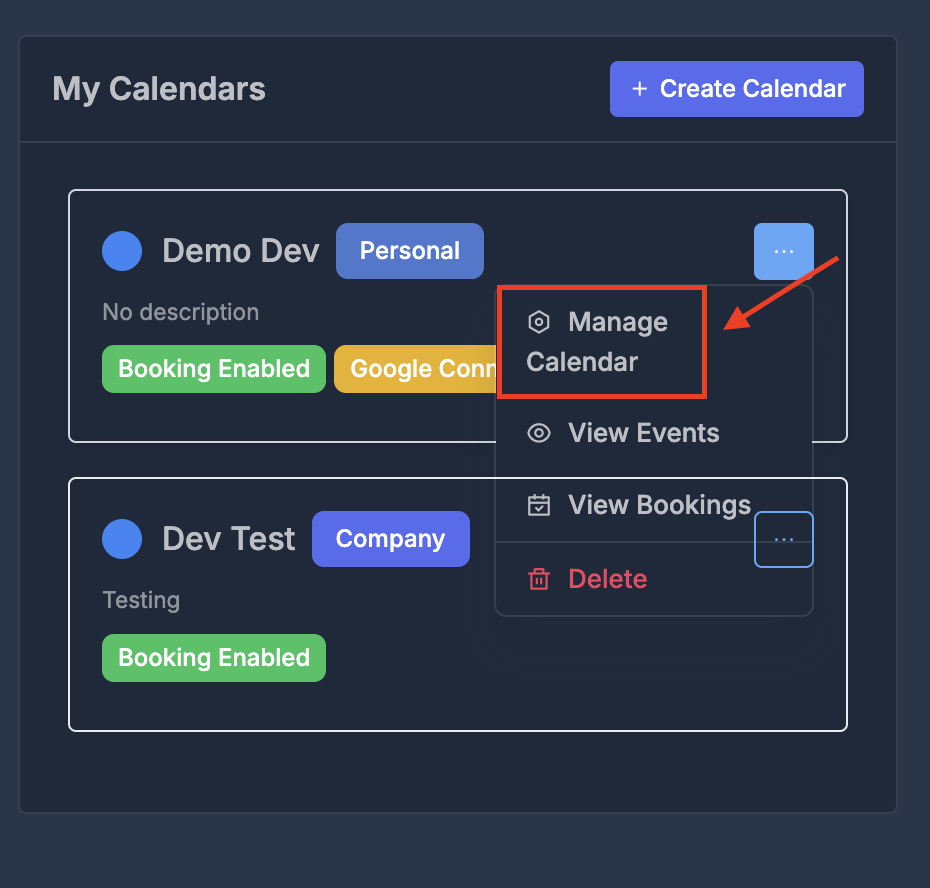 My Calendars
+ Create Calendar
Demo Dev
Personal
...
No description
Booking Enabled
Google Conn
Manage
Calendar
View Events
View Bookings
Delete
Dev Test
Company
...
Testing
Booking Enabled